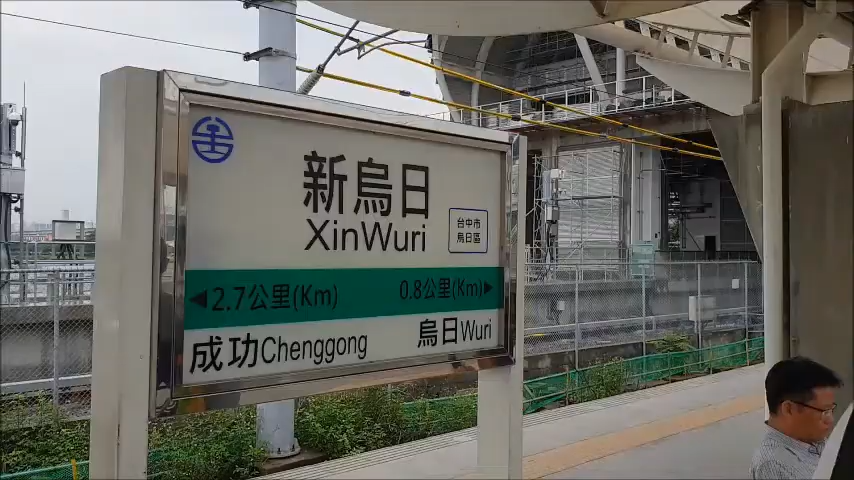 新烏日
XinWuri
台中市
烏日區
2.7公里(Km) 0.8公里(Km)
成功Chenggong 烏日Wuri